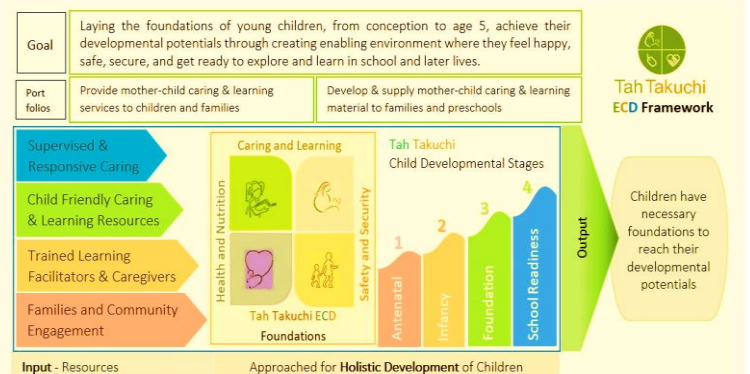 Goal
Laying the foundations of young children, from conception to age 5, achieve their
developmental potentials through creating enabling environment where they feel happy,
safe, secure, and get ready to explore and learn in school and later lives.
Port
folios
Provide mother-child caring & learning
services to children and families
Develop & supply mother-child caring & learning
material to families and preschools
Tah Takuchi
ECD Framework
Supervised &
Responsive Caring
Child Friendly Caring
& Learning Resources
Trained Learning
Facilitators & Caregivers
Families and Community
Engagement
Caring and Learning
Health and Nutrition
Safety and Security
Tah Takuchi ECD
Foundations
Tah Takuchi
Child Developmental Stages
1
Antenatal
2
Infancy
3
Foundation
4
School Readiness
Output
Children have
necessary
foundations to
reach their
developmental
potentials
Input - Resources
Approached for Holistic Development of Children